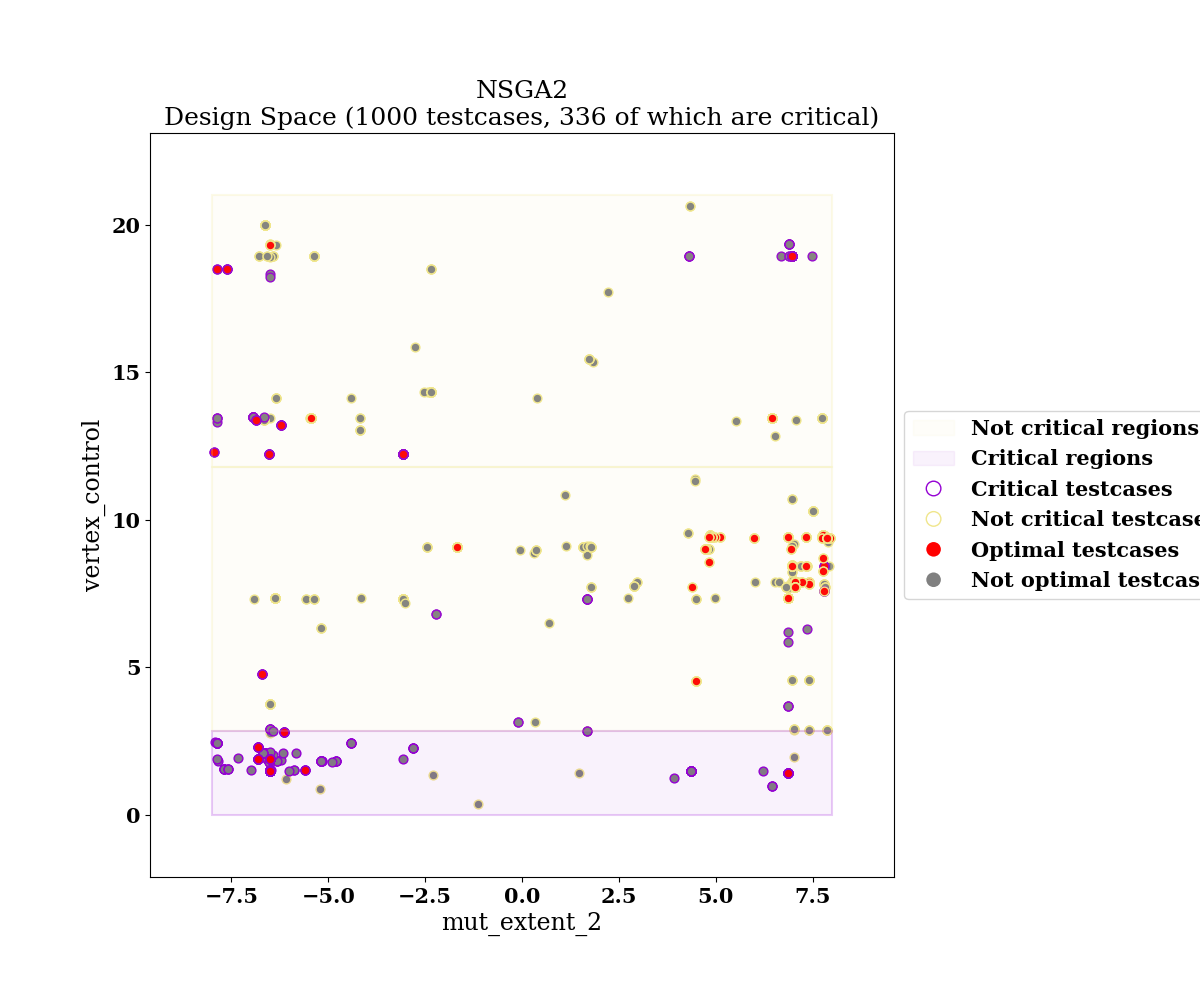 NSGA2
Design Space (1000 testcases, 336 of which are critical)
20
15
10
5
0
vertex_control
−7.5 −5.0 −2.5 0.0 2.5 5.0 7.5
mut_extent_2
Not critical regions
Critical regions
Critical testcases
Not critical testcase
Optimal testcases
Not optimal testcas